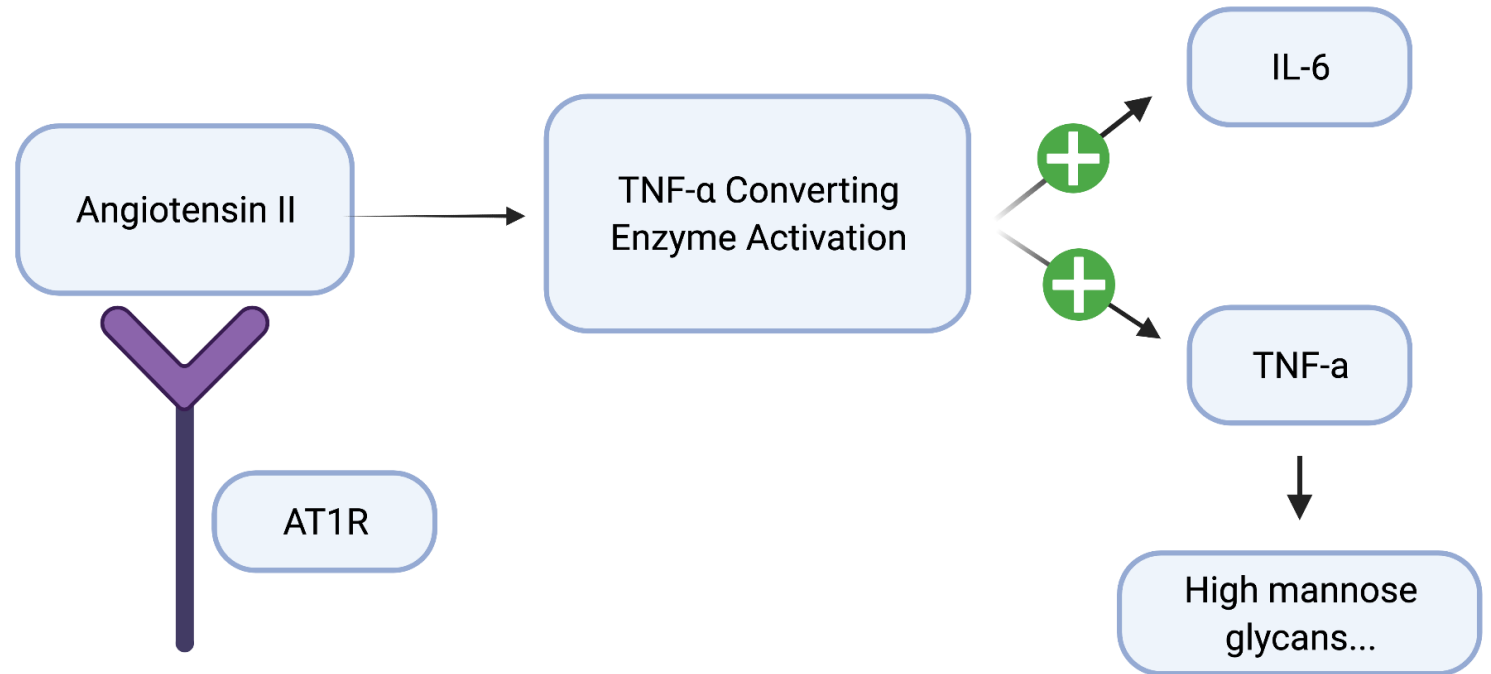 IL-6
Angiotensin II
TNF-α Converting
Enzyme Activation
TNF-a
AT1R
High mannose
glycans...